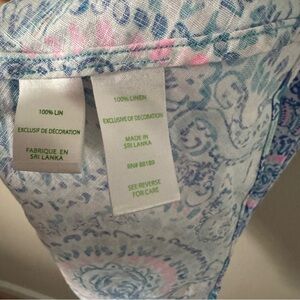 100% LIN
EXCLUSIF DE DÉCORATION
FABRIQUE EN
SRI LANKA
100% LINEN
EXCLUSIVE OF DECORATION
MADE IN
SRI LANKA
RN# 88189
SEE REVERSE
FOR CARE